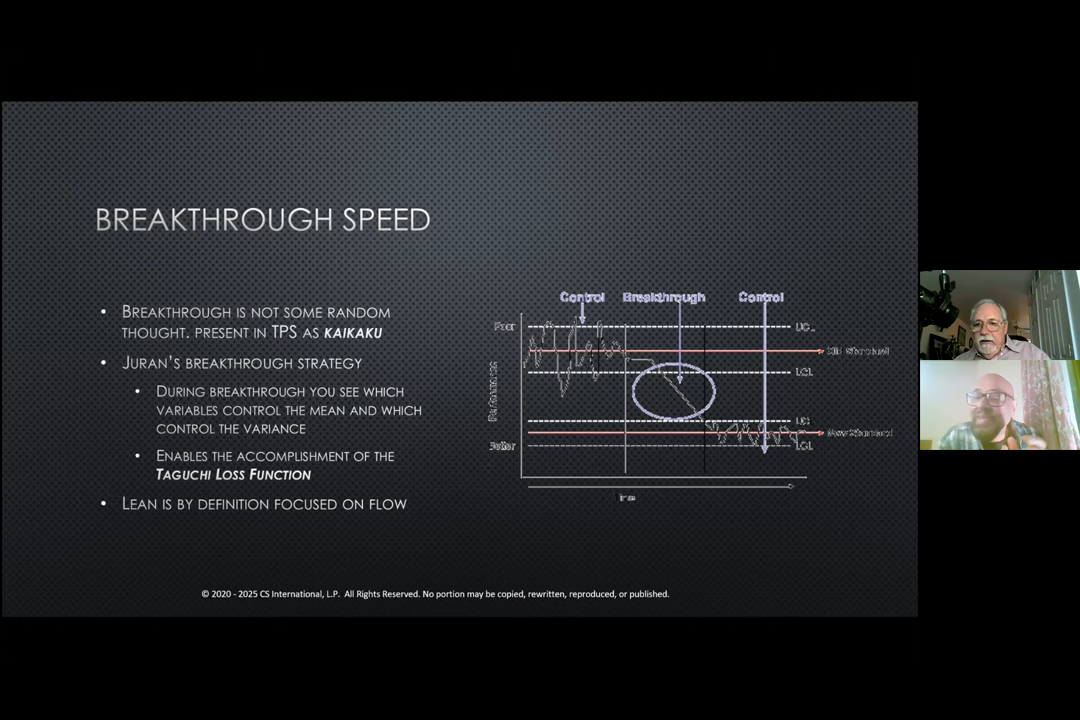 BREAKTHROUGH SPEED
• BREAKTHROUGH IS NOT SOME RANDOM
THOUGHT. PRESENT IN TPS AS KAIKAKU
• JURAN'S BREAKTHROUGH STRATEGY
• DURING BREAKTHROUGH YOU SEE WHICH
VARIABLES CONTROL THE MEAN AND WHICH
CONTROL THE VARIANCE
• ENABLES THE ACCOMPLISHMENT OF THE
TAGUCHI LOSS FUNCTION
• LEAN IS BY DEFINITION FOCUSED ON FLOW
Control Breakthrough Control
UCL
Old Standard
LCL
New Standard
LCL
© 2020 - 2025 CS International, L.P. All Rights Reserved. No portion may be copied, rewritten, reproduced, or published.